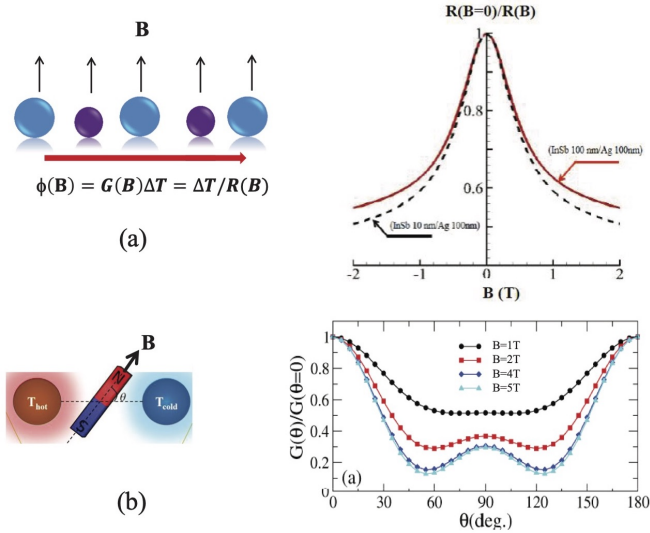 B
ϕ(B) = G(B)ΔT = ΔT/R(B)
(a)
R(B=0)/R(B)
1
0.8
0.6
(InSb 100 nm/Ag 100nm)
(InSb 10 nm/Ag 100nm)
-2 -1 0 1 2
B (T)
B
N
S
θ
T_hot
T_cold
(b)
G(θ)/G(θ=0)
1
0.8
0.6
0.4
0.2
0
B=1T
B=2T
B=4T
B=5T
(a)
0 30 60 90 120 150 180
θ(deg.)